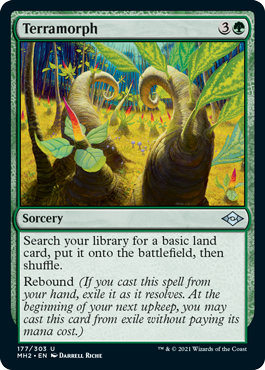 Terramorph 3
Sorcery
Search your library for a basic land
card, put it onto the battlefield, then
shuffle.
Rebound (If you cast this spell from
your hand, exile it as it resolves. At the
beginning of your next upkeep, you may
cast this card from exile without paying its
mana cost.)
177/303 U
MH2 • EN DARRELL RICHE
™ & © 2021 Wizards of the Coast